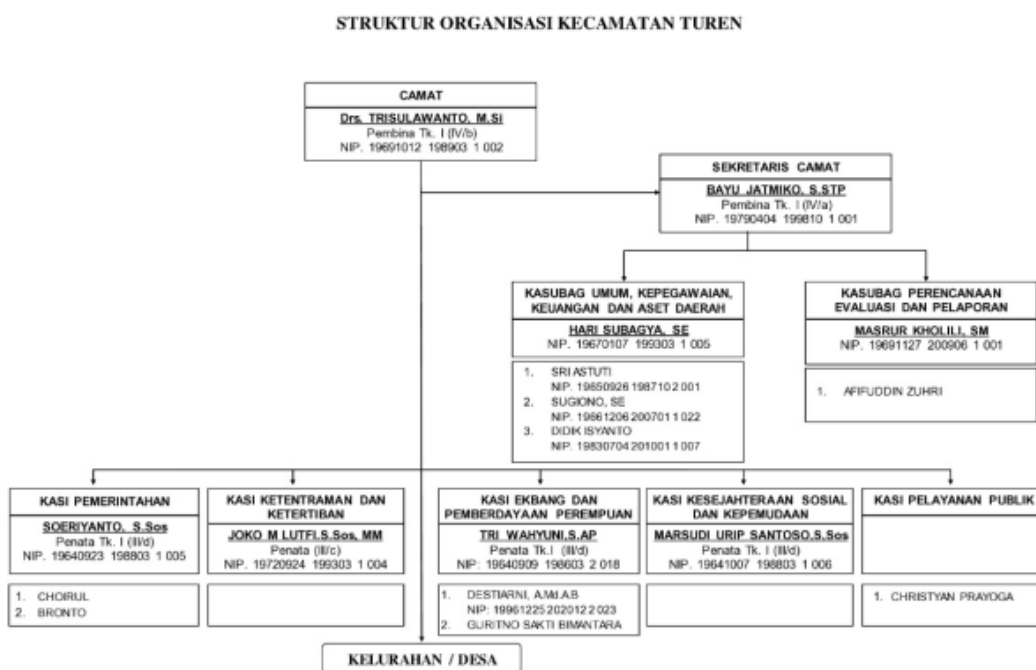 STRUKTUR ORGANISASI KECAMATAN TUREN
CAMAT
Drs. TRISULAWANTO, M.Si
Pembina Tk. I (IV/b)
NIP. 19691012 198903 1 002
SEKRETARIS CAMAT
BAYU JATMIKO, S.STP
Pembina Tk. I (IV/a)
NIP. 19790404 199810 1 001
KASUBAG UMUM, KEPEGAWAIAN,
KEUANGAN DAN ASET DAERAH
HARI SUBAGYA, SE
NIP. 19670107 199303 1 005
1. SRI ASTUTI
NIP. 19650926 198710 2 001
2. SUGIONO, SE
NIP. 19661206 200701 1 022
3. DIDIK ISYANTO
NIP. 19830704 201001 1 007
KASUBAG PERENCANAAN
EVALUASI DAN PELAPORAN
MASRUR KHOLILI, SM
NIP. 19691127 200906 1 001
1. AFIFUDDIN ZUHRI
KASI PEMERINTAHAN
SOERIYANTO, S.Sos
Penata Tk. I (III/d)
NIP. 19640923 198803 1 005
1. CHOIRUL
2. BRONTO
KASI KETENTRAMAN DAN
KETERTIBAN
JOKO M LUTFI.S.Sos, MM
Penata (III/c)
NIP. 19720924 199303 1 004
KASI EKBANG DAN
PEMBERDAYAAN PEREMPUAN
TRI WAHYUNI.S.AP
Penata Tk.I (III/d)
NIP: 19640909 198603 2 018
1. DESTIARNI, A.Md.A.B
NIP: 19961225 202012 2 023
2. GURITNO SAKTI BIMANTARA
KASI KESEJAHTERAAN SOSIAL
DAN KEPEMUDAAN
MARSUDI URIP SANTOSO.S.Sos
Penata Tk. I (III/d)
NIP. 19641007 198803 1 006
KASI PELAYANAN PUBLIK
1. CHRISTYAN PRAYOGA
KELURAHAN / DESA